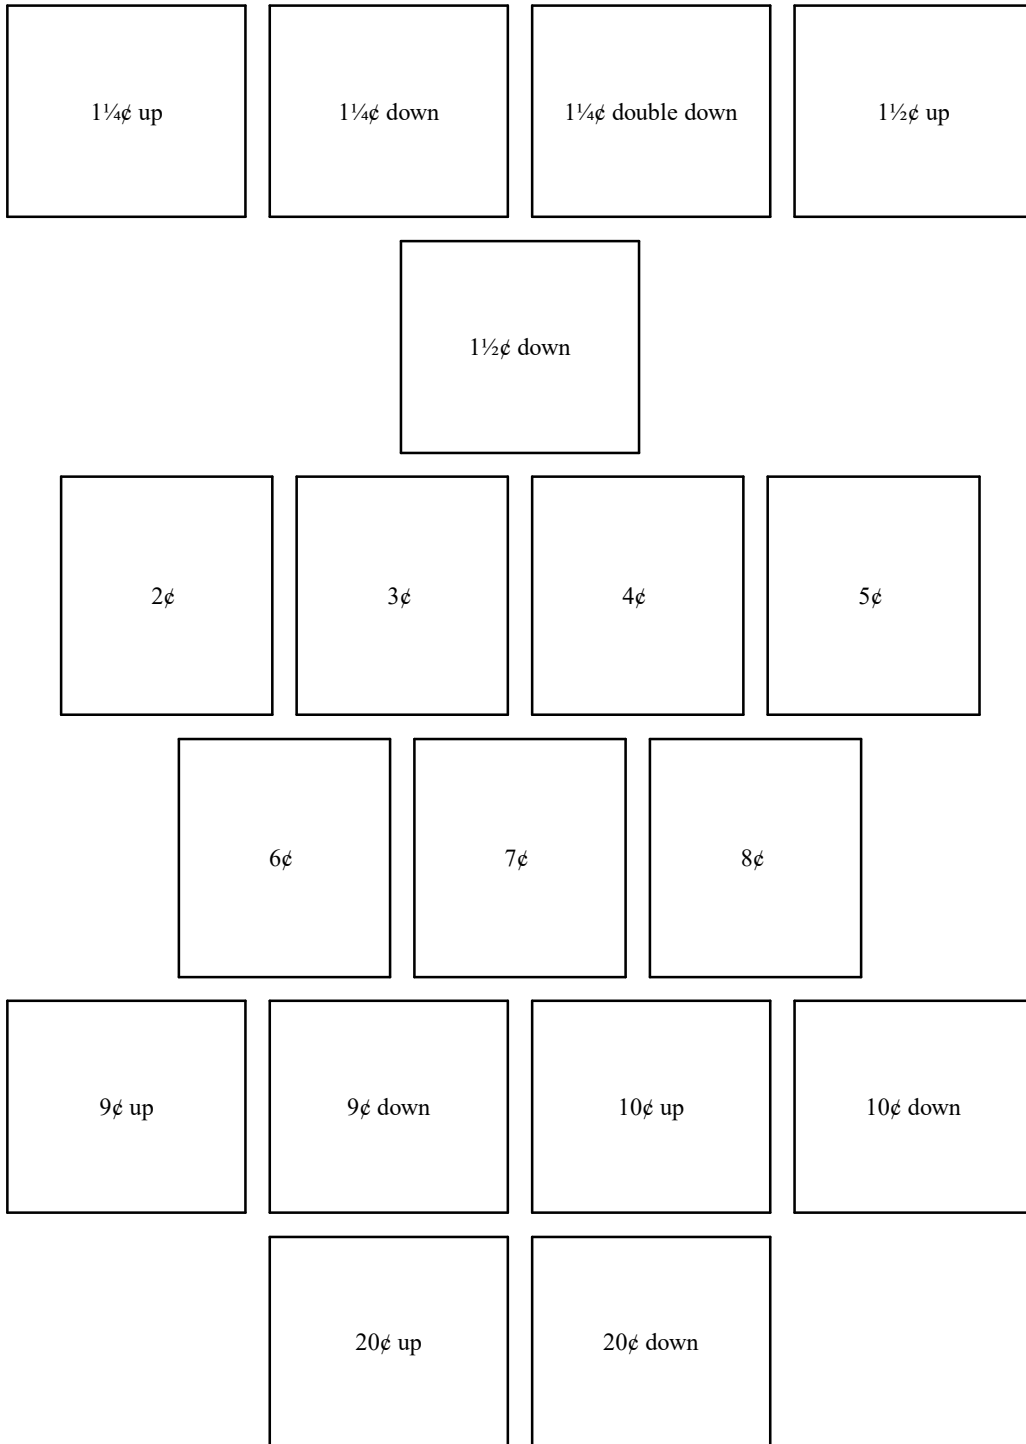 1¼¢ up
1¼¢ down
1¼¢ double down
1½¢ up
1½¢ down
2¢
3¢
4¢
5¢
6¢
7¢
8¢
9¢ up
9¢ down
10¢ up
10¢ down
20¢ up
20¢ down